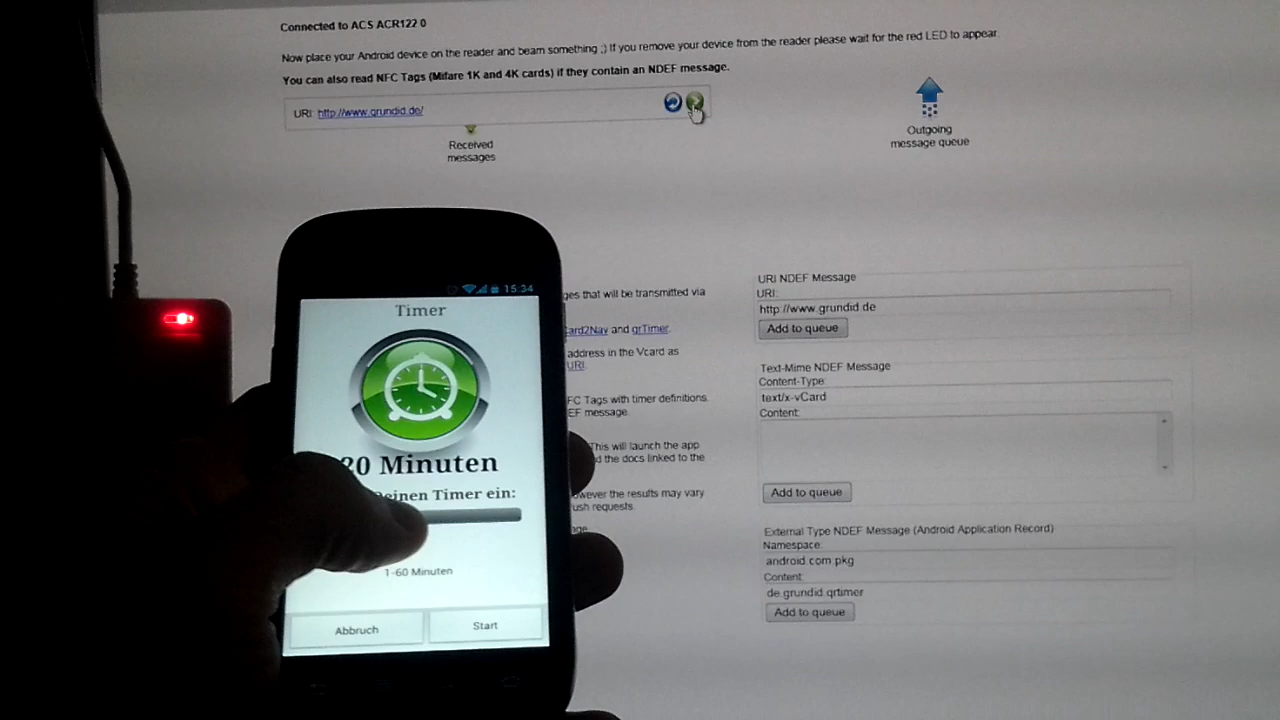 Connected to ACS ACR122 0
Now place your Android device on the reader and beam something ;) If you remove your device from the reader please wait for the red LED to appear.
You can also read NFC Tags (Mifare 1K and 4K cards) if they contain an NDEF message.
URI: http://www.grundid.de/
Received
messages
Outgoing
message queue
15:34
Timer
20 Minuten
einen Timer ein:
1-60 Minuten
Abbruch
Start
ges that will be transmitted via
and qrTimer.
address in the Vcard as
URI.
FC Tags with timer definitions.
EF message.
This will launch the app
d the docs linked to the
owever the results may vary
ush requests.
URI NDEF Message
URI:
http://www.grundid.de
Add to queue
Text-Mime NDEF Message
Content-Type:
text/x-vCard
Content:
Add to queue
External Type NDEF Message (Android Application Record)
Namespace:
android.com:pkg
Content:
de.grundid.qrtimer
Add to queue